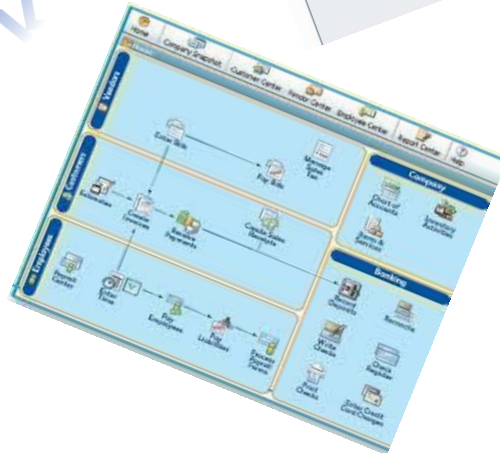 Home
Company Snapshot
Customer Center
Vendor Center
Employee Center
Report Center
Help
Home
Vendors
Enter Bills
Pay Bills
Manage
Sales
Tax
Customers
Estimates
Create
Invoices
Receive
Payments
Create Sales
Receipts
Employees
Payroll
Center
Enter
Time
Pay
Employees
Pay
Liabilities
Process
Payroll
Forms
Company
Chart of
Accounts
Inventory
Activities
Items &
Services
Banking
Record
Deposits
Reconcile
Write
Checks
Check
Register
Print
Checks
Enter Credit
Card Charges